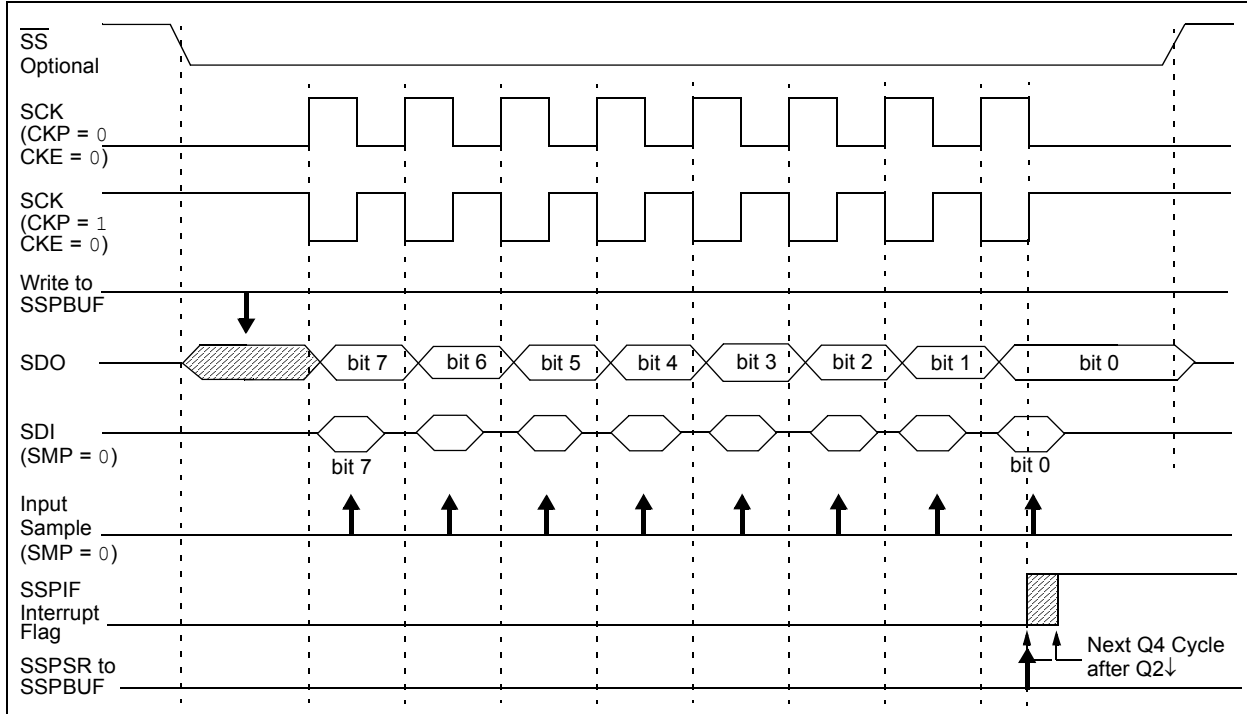 SS
Optional
SCK
(CKP = 0
CKE = 0)
SCK
(CKP = 1
CKE = 0)
Write to
SSPBUF
SDO
bit 7
bit 6
bit 5
bit 4
bit 3
bit 2
bit 1
bit 0
SDI
(SMP = 0)
bit 7
bit 0
Input
Sample
(SMP = 0)
SSPIF
Interrupt
Flag
Next Q4 Cycle
after Q2↓
SSPSR to
SSPBUF